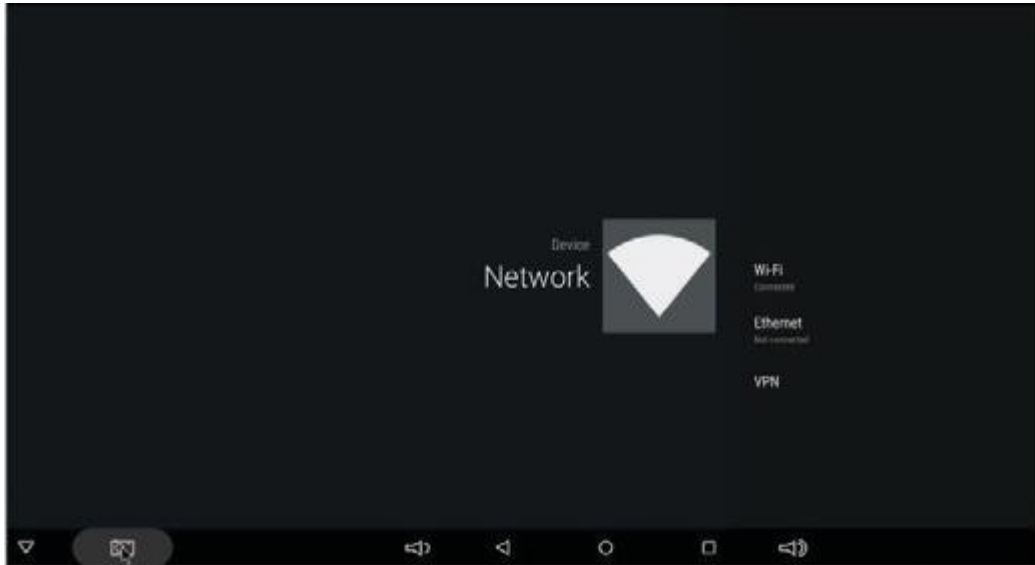 Device
Network
Wi-Fi
Connected
Ethernet
Not connected
VPN